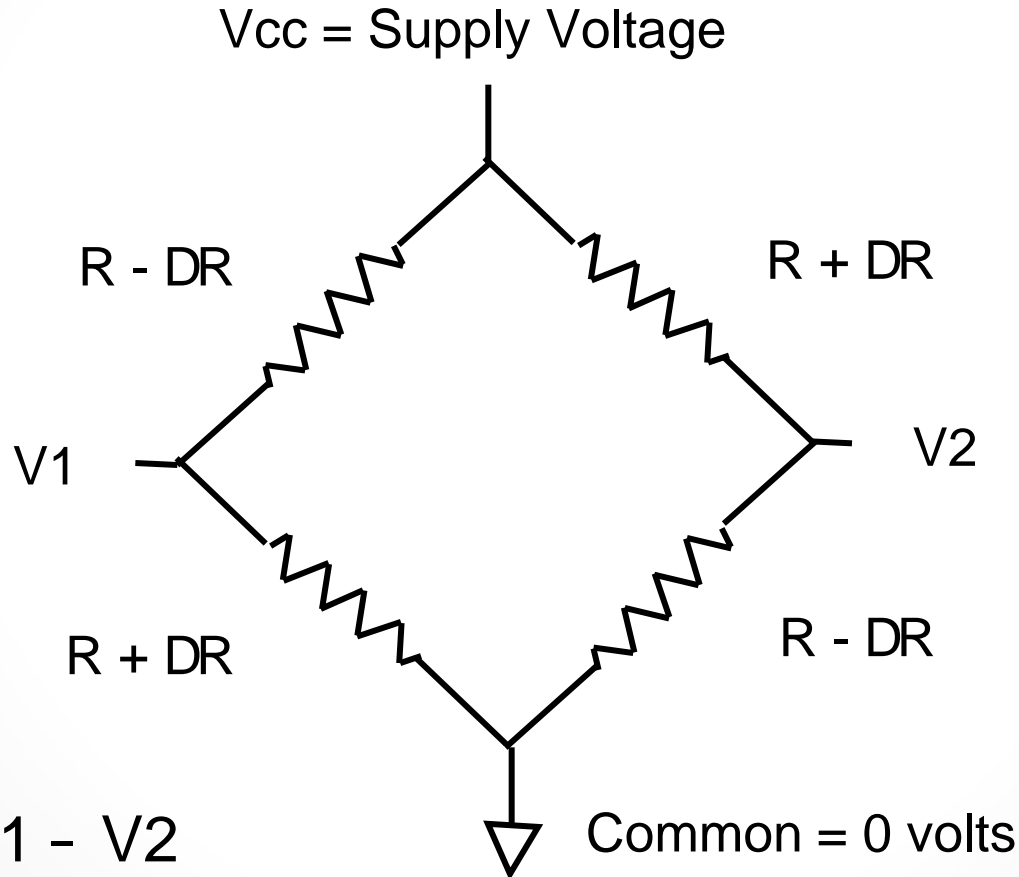 Vcc = Supply Voltage
R - DR
R + DR
V1
V2
R + DR
R - DR
1 - V2
Common = 0 volts